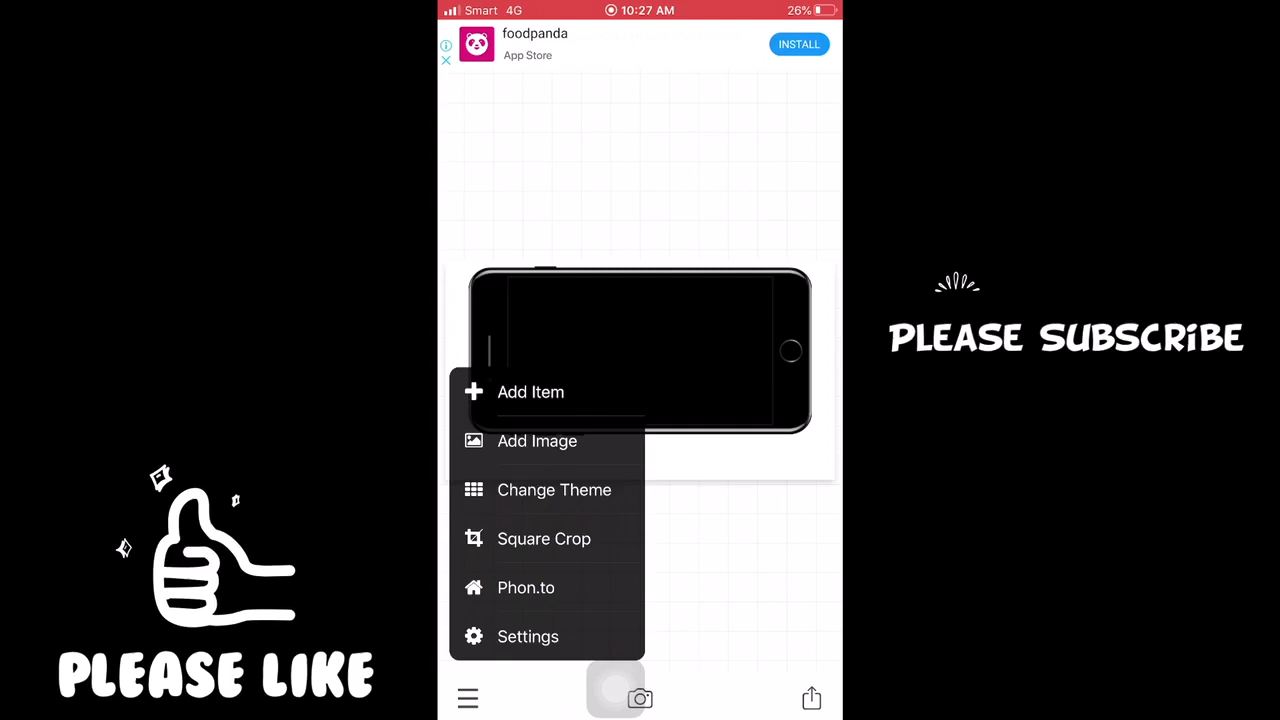 Smart 4G 10:27 AM 26%
foodpanda
App Store
INSTALL
Add Item
Add Image
Change Theme
Square Crop
Phon.to
Settings
PLEASE SUBSCRiBE
PLEASE LIKE